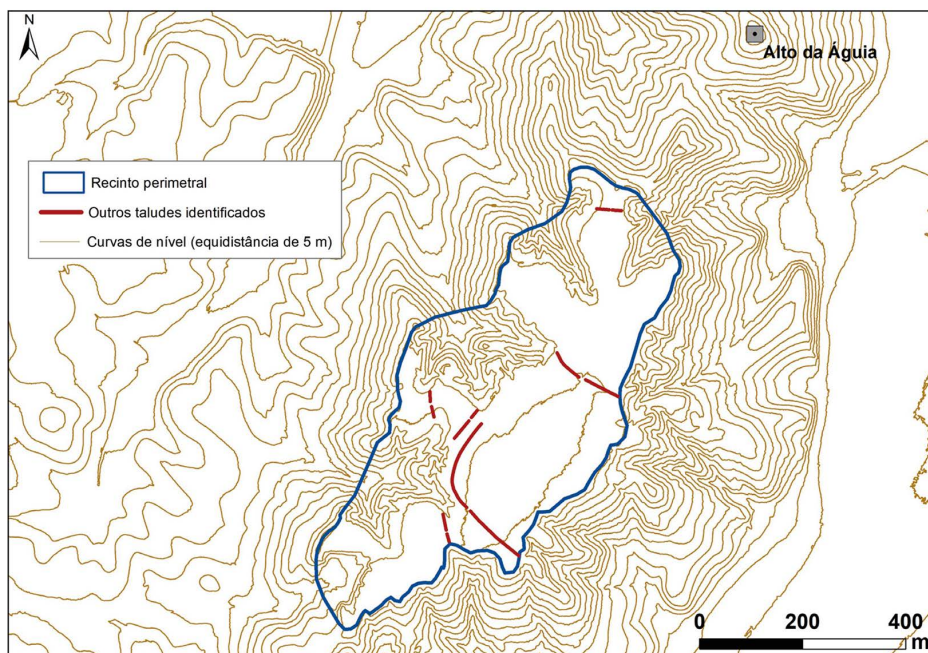 N
Alto da Águia
Recinto perimetral
Outros taludes identificados
Curvas de nível (equidistância de 5 m)
0 200 400
m